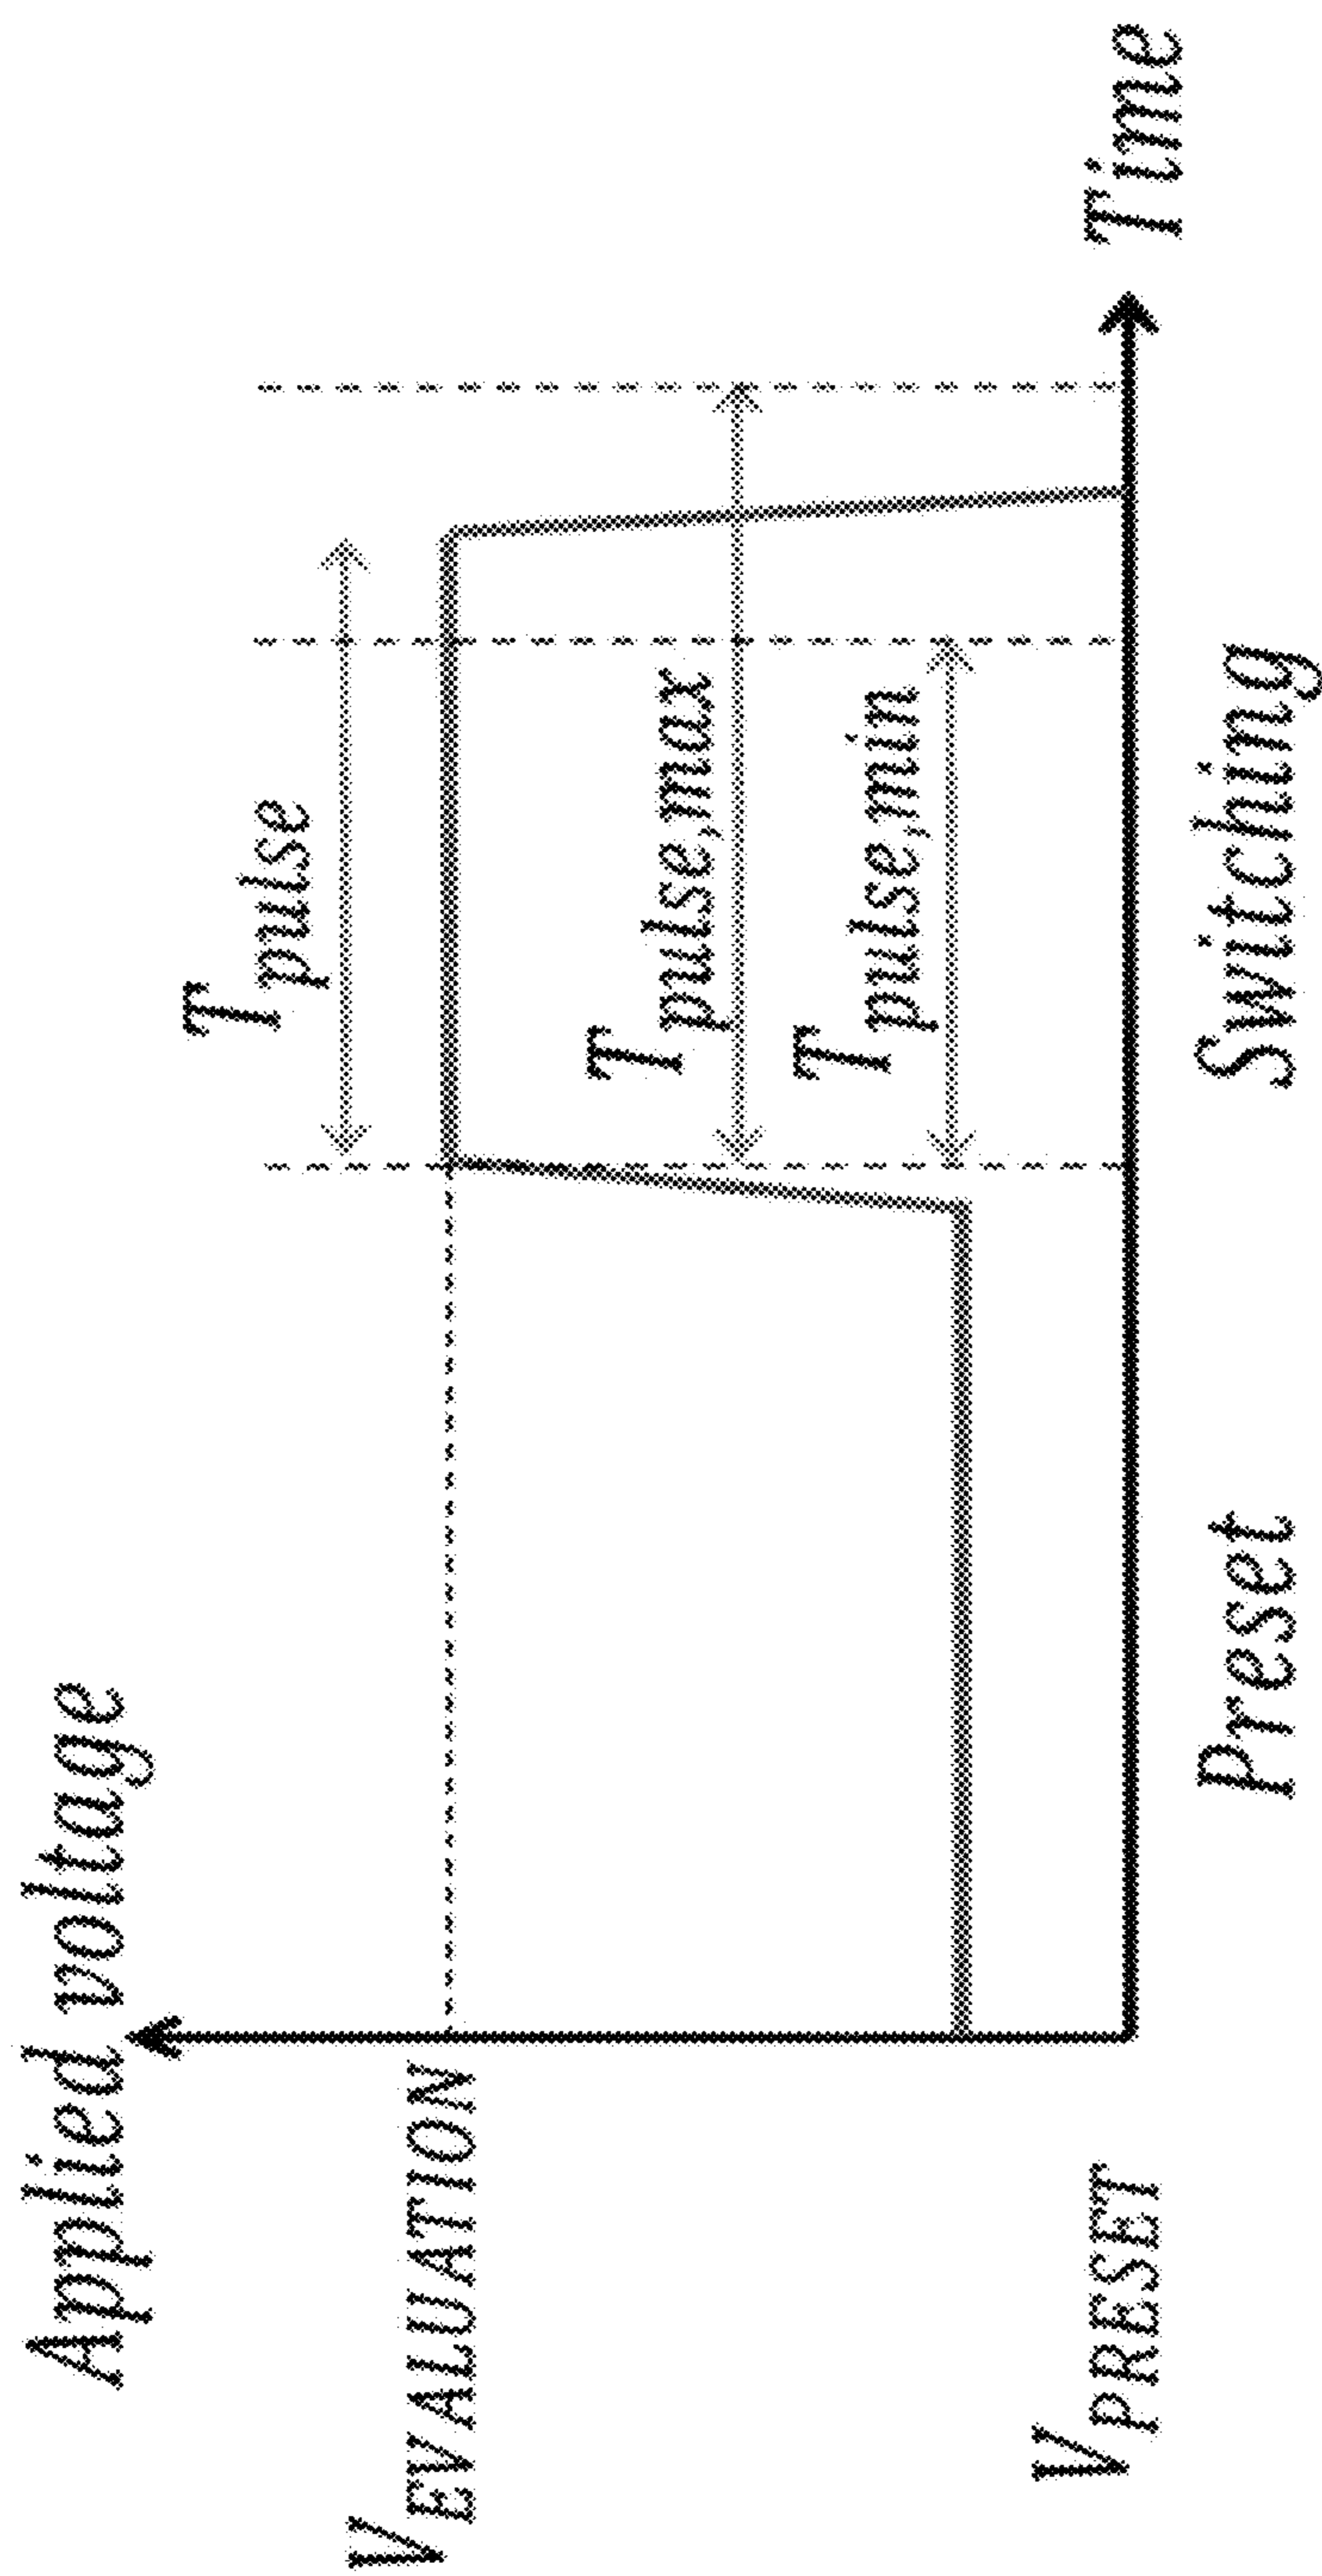 Applied voltage
VEVALUATION
VPRESET
Tpulse
Tpulse,max
Tpulse,min
Preset
Switching
Time